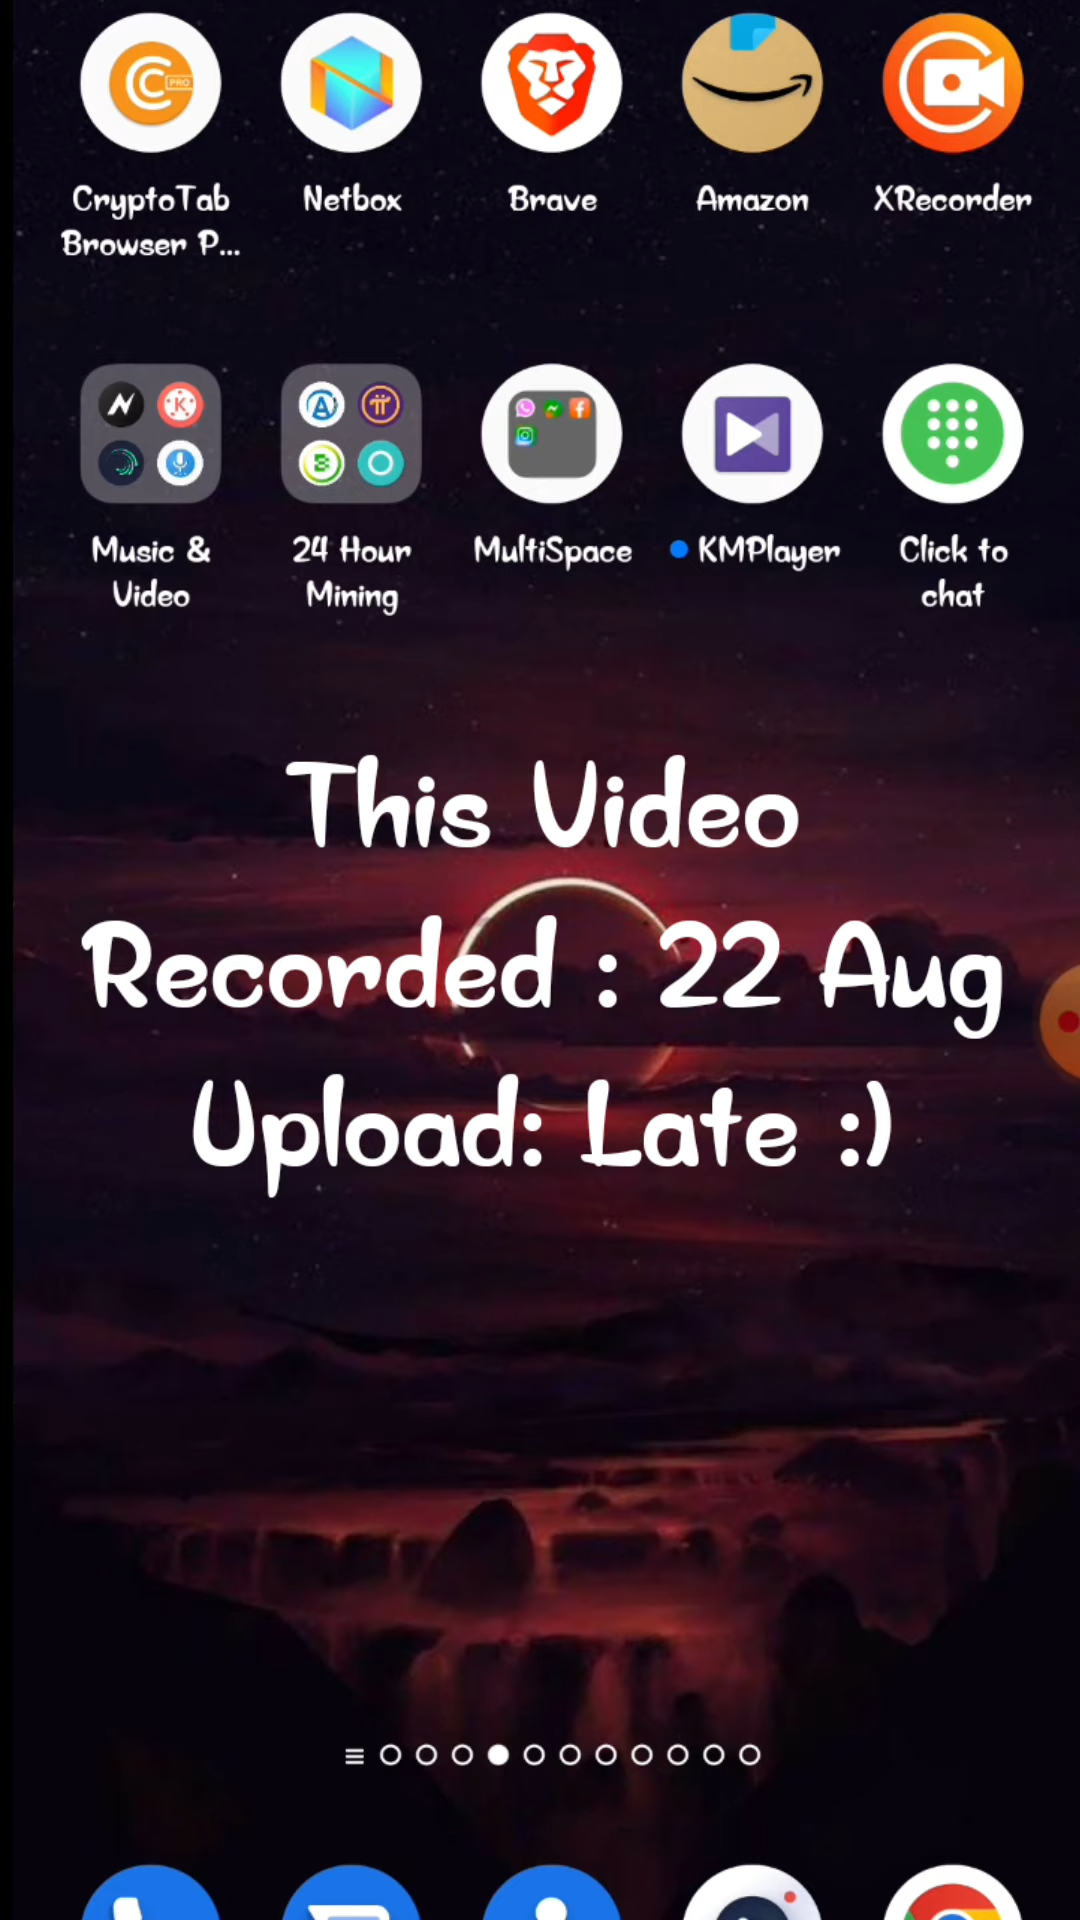 PRO
CryptoTab
Browser P...
Netbox
Brave
Amazon
XRecorder
Music &
Video
24 Hour
Mining
MultiSpace
KMPlayer
Click to
chat
This Video
Recorded : 22 Aug
Upload: Late :)